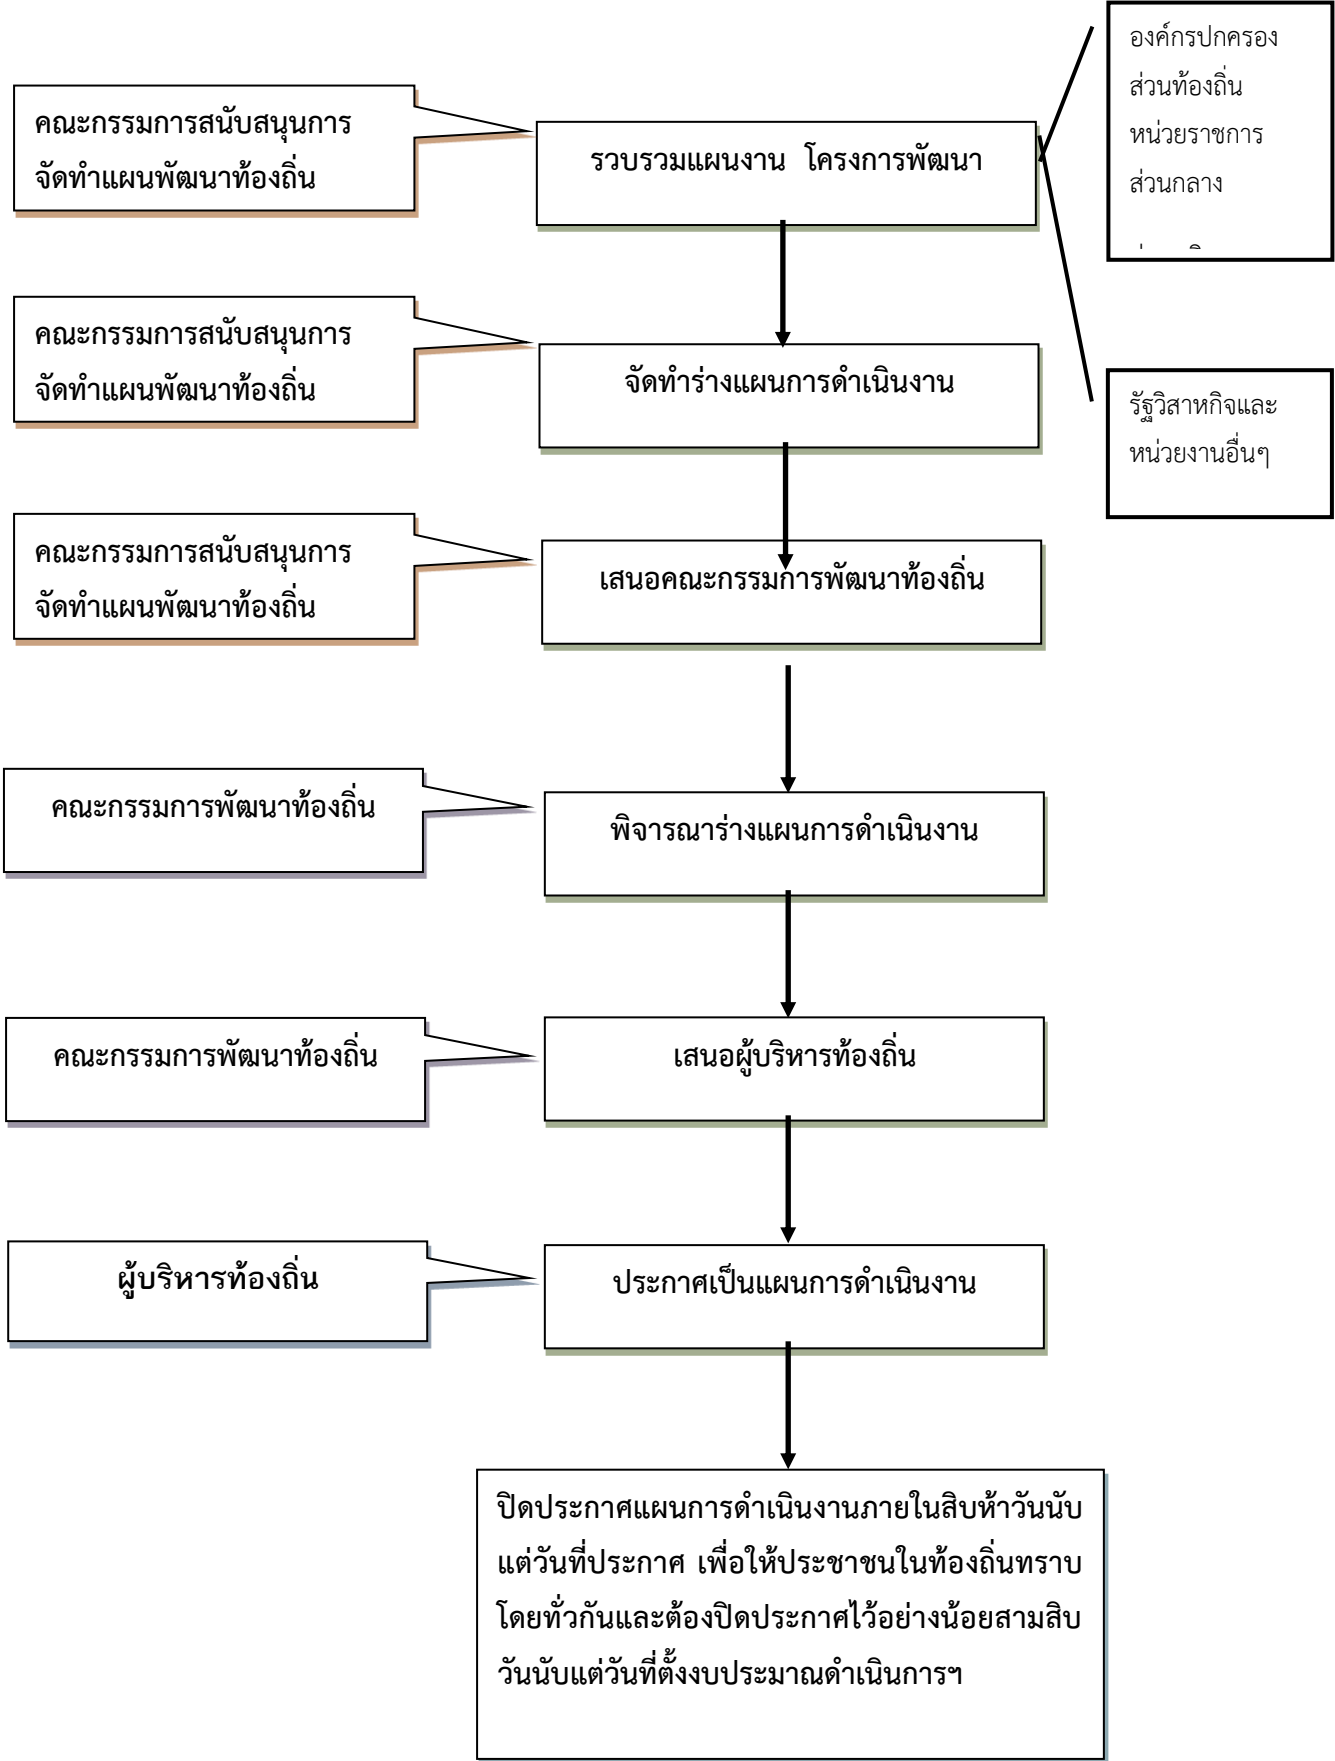 องค์กรปกครอง
ส่วนท้องถิ่น
หน่วยราชการ
ส่วนกลาง
คณะกรรมการสนับสนุนการ
จัดทำแผนพัฒนาท้องถิ่น
รวบรวมแผนงาน โครงการพัฒนา
คณะกรรมการสนับสนุนการ
จัดทำแผนพัฒนาท้องถิ่น
จัดทำร่างแผนการดำเนินงาน
รัฐวิสาหกิจและ
หน่วยงานอื่นๆ
คณะกรรมการสนับสนุนการ
จัดทำแผนพัฒนาท้องถิ่น
เสนอคณะกรรมการพัฒนาท้องถิ่น
คณะกรรมการพัฒนาท้องถิ่น
พิจารณาร่างแผนการดำเนินงาน
คณะกรรมการพัฒนาท้องถิ่น
เสนอผู้บริหารท้องถิ่น
ผู้บริหารท้องถิ่น
ประกาศเป็นแผนการดำเนินงาน
ปิดประกาศแผนการดำเนินงานภายในสิบห้าวันนับ
แต่วันที่ประกาศ เพื่อให้ประชาชนในท้องถิ่นทราบ
โดยทั่วกันและต้องปิดประกาศไว้อย่างน้อยสามสิบ
วันนับแต่วันที่ตั้งงบประมาณดำเนินการฯ